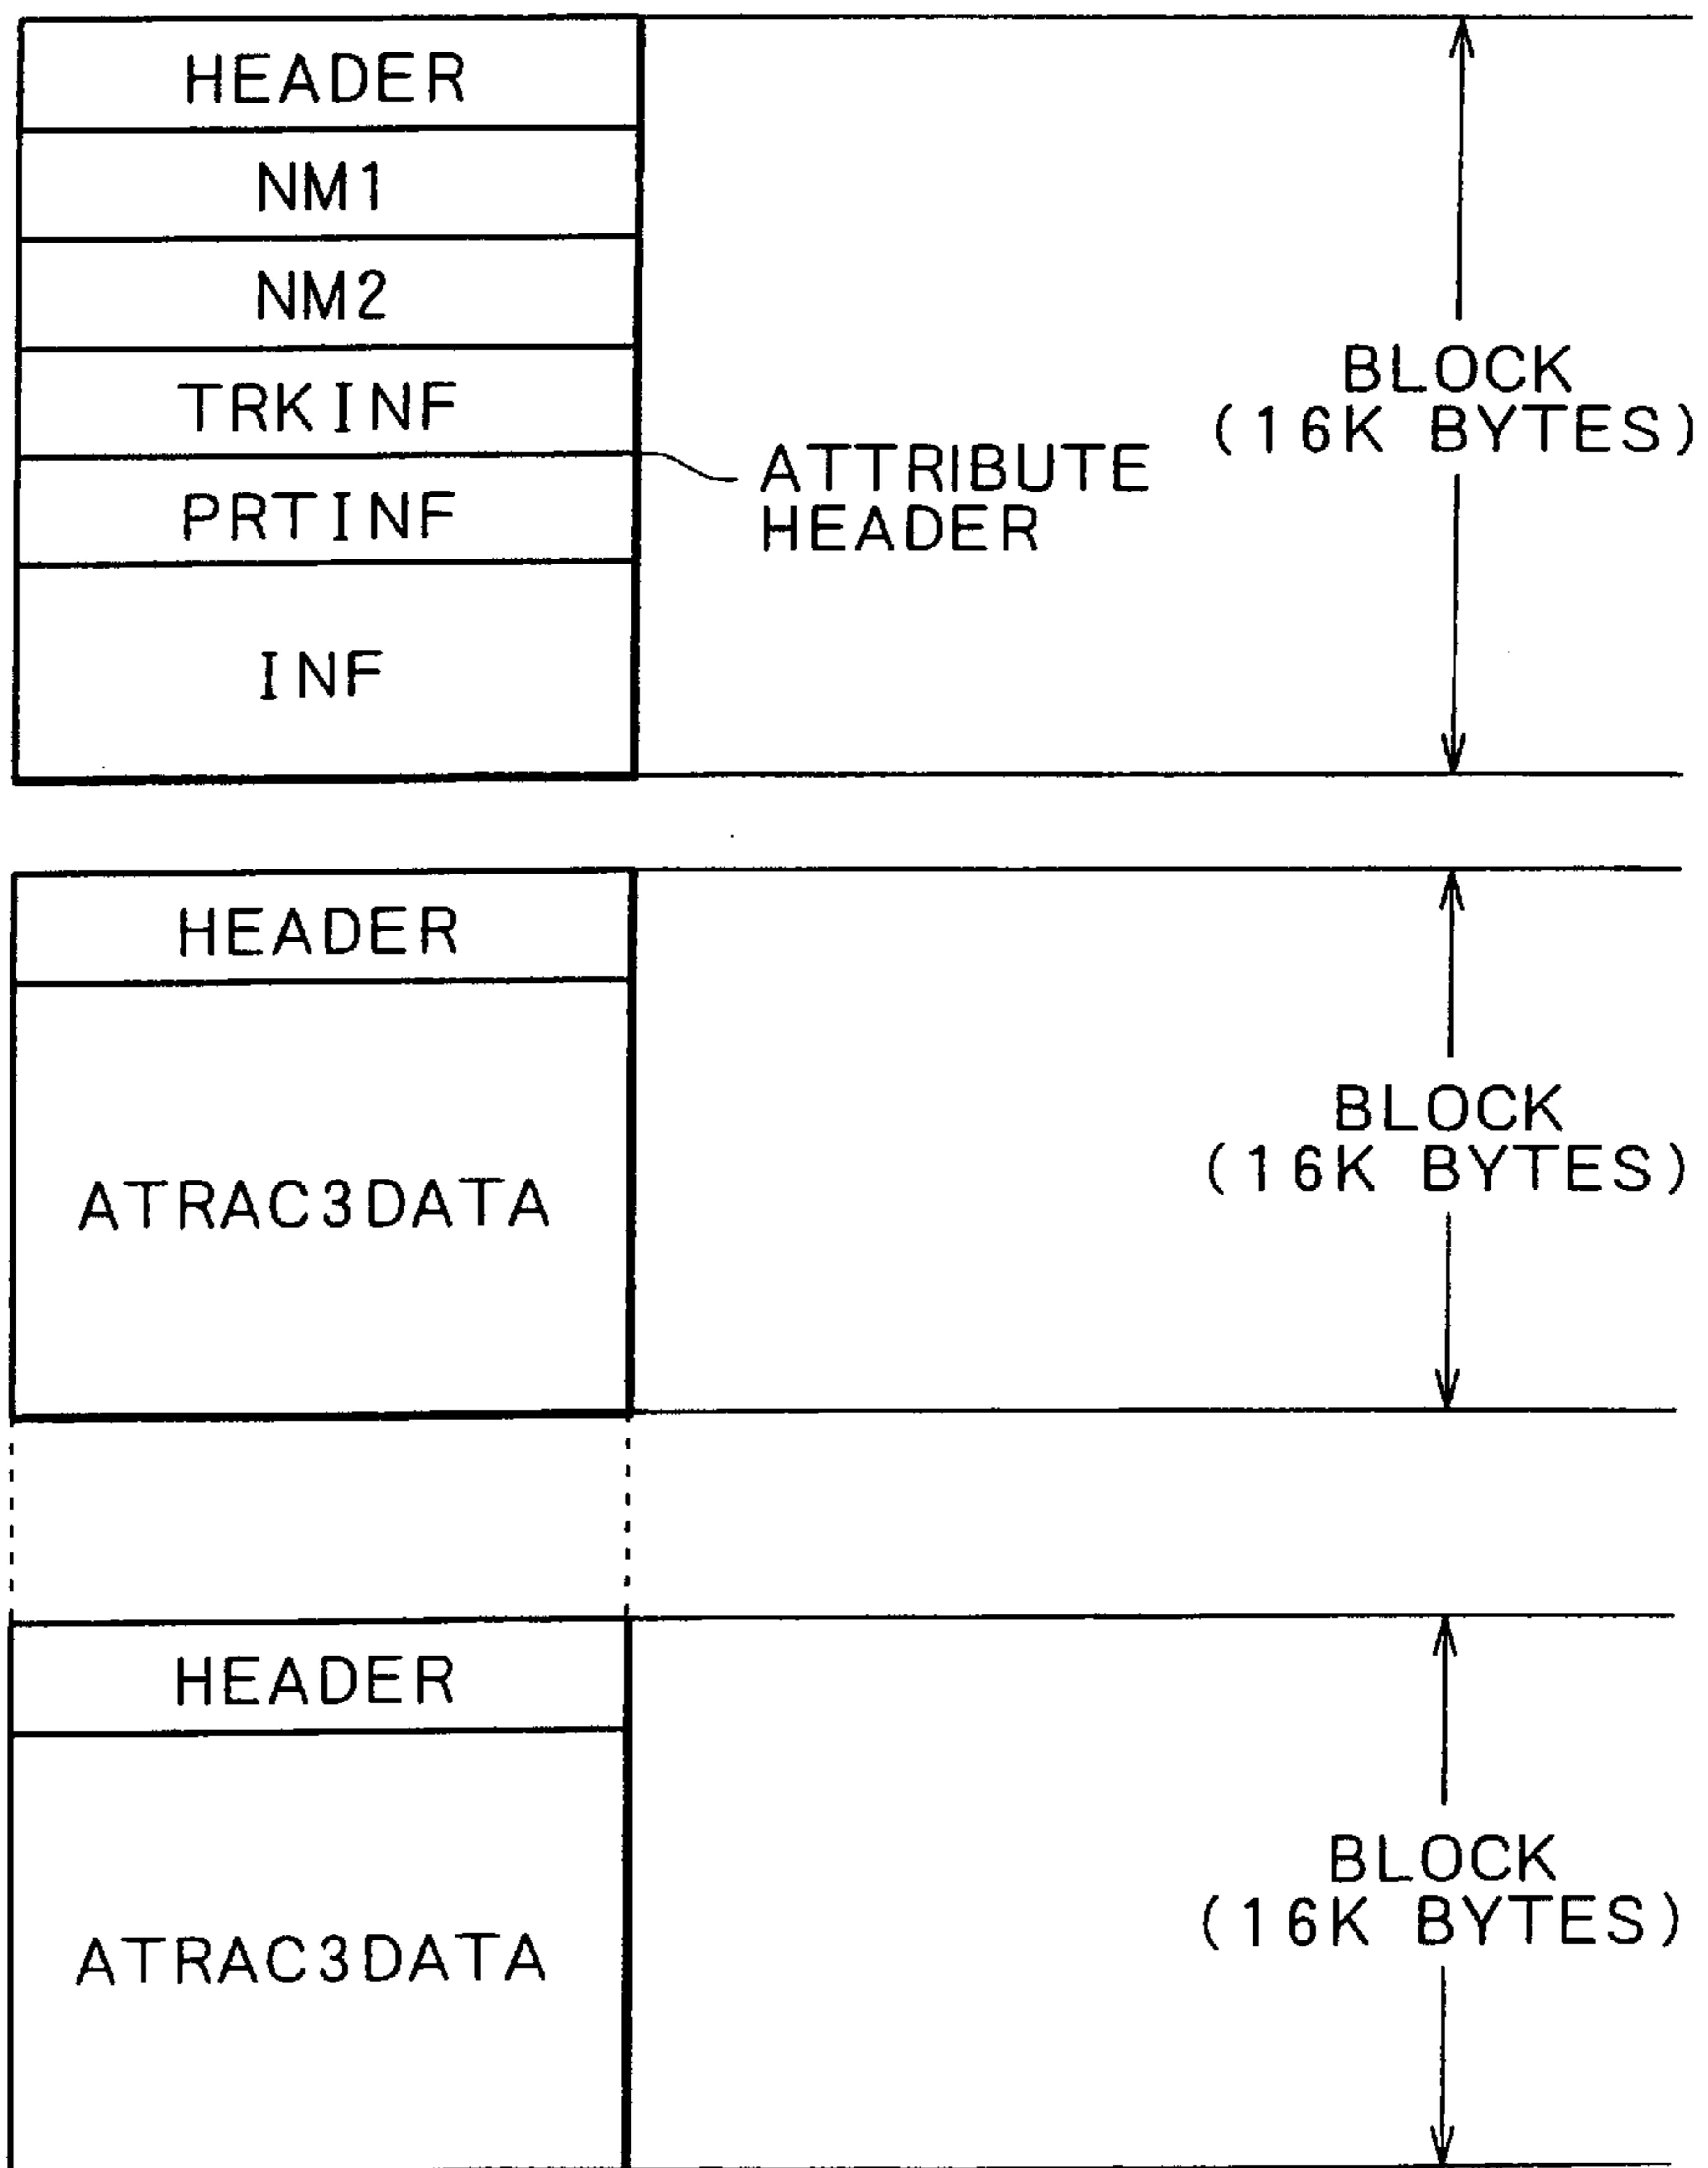 HEADER
NM1
NM2
TRKINF
PRTINF
INF
ATTRIBUTE
HEADER
BLOCK
(16K BYTES)
HEADER
ATRAC3DATA
BLOCK
(16K BYTES)
HEADER
ATRAC3DATA
BLOCK
(16K BYTES)